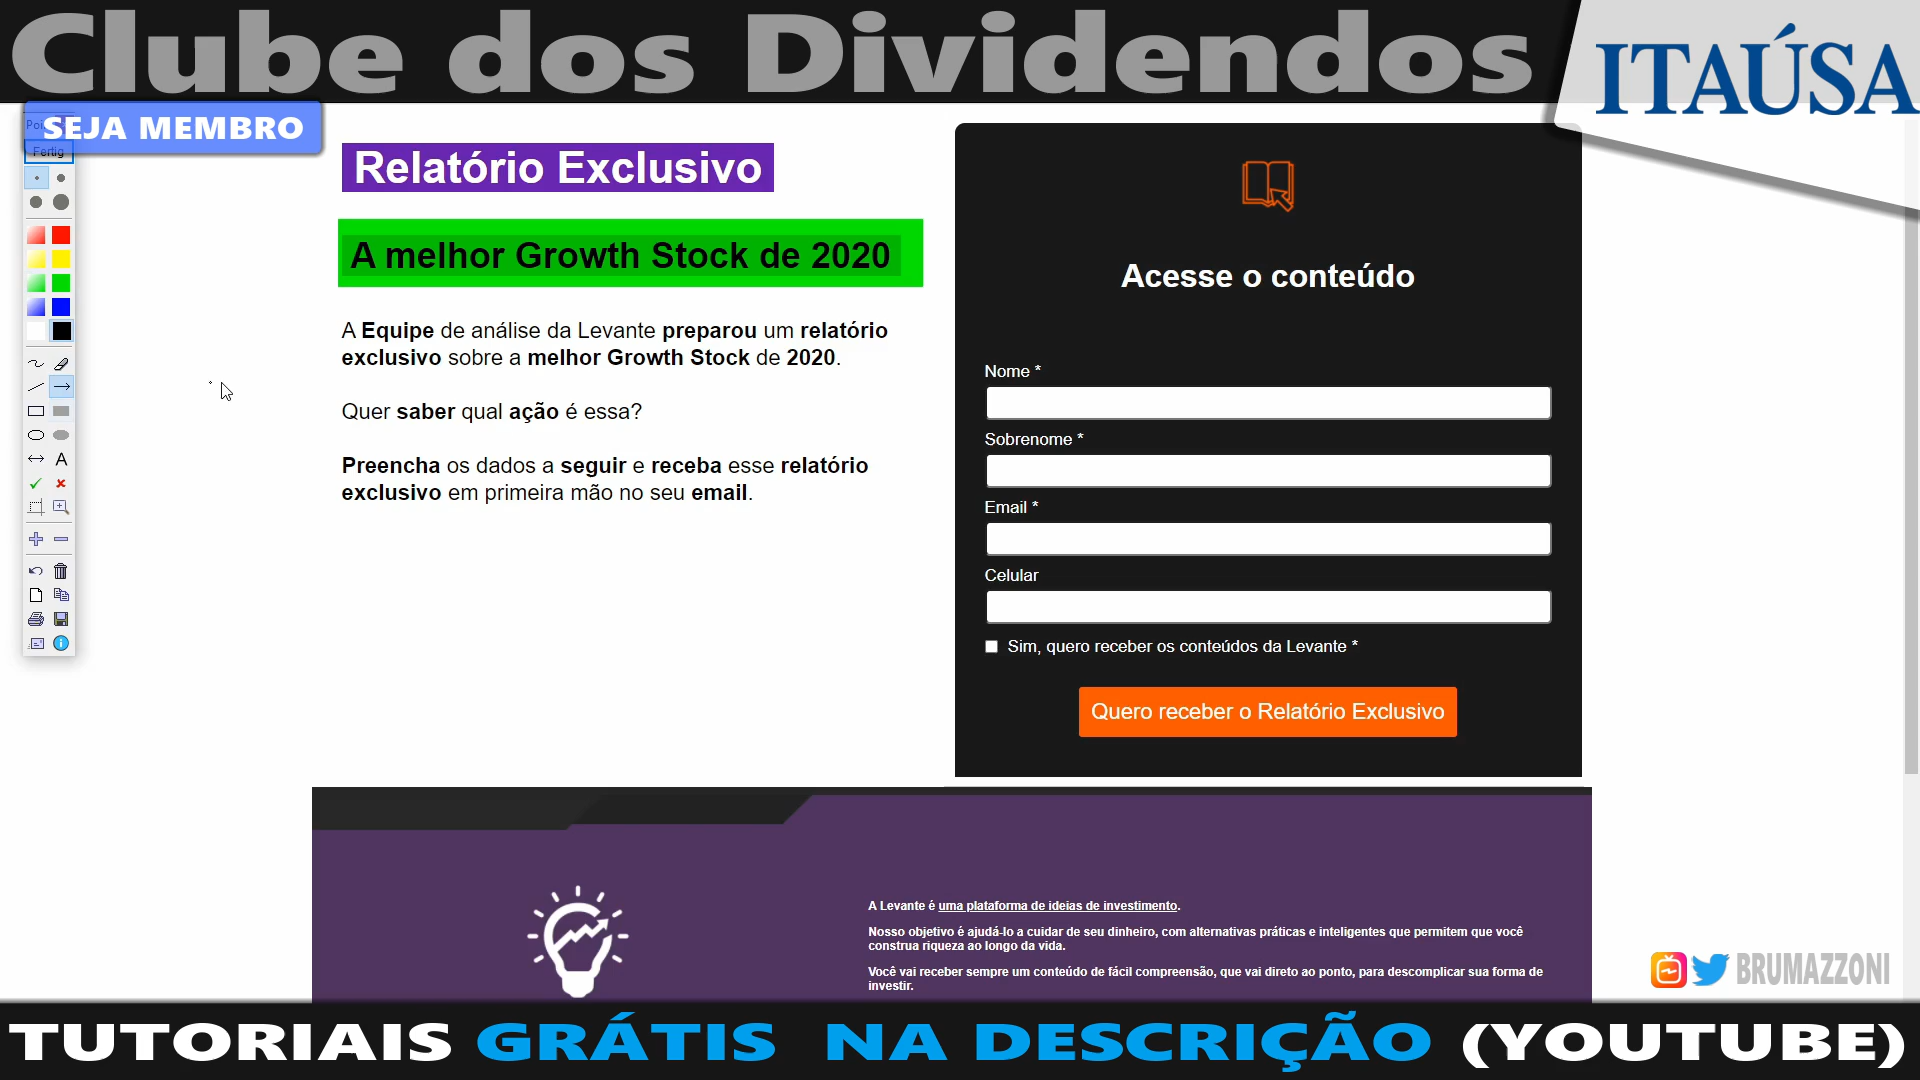 Clube dos Dividendos
ITAÚSA
SEJA MEMBRO
Fertig
Relatório Exclusivo
A melhor Growth Stock de 2020
A Equipe de análise da Levante preparou um relatório
exclusivo sobre a melhor Growth Stock de 2020.
Quer saber qual ação é essa?
Preencha os dados a seguir e receba esse relatório
exclusivo em primeira mão no seu email.
Acesse o conteúdo
Nome *
Sobrenome *
Email *
Celular
Sim, quero receber os conteúdos da Levante *
Quero receber o Relatório Exclusivo
A Levante é uma plataforma de ideias de investimento.
Nosso objetivo é ajudá-lo a cuidar de seu dinheiro, com alternativas práticas e inteligentes que permitem que você
construa riqueza ao longo da vida.
Você vai receber sempre um conteúdo de fácil compreensão, que vai direto ao ponto, para descomplicar sua forma de
investir.
BRUMAZZONI
TUTORIAIS GRÁTIS NA DESCRIÇÃO (YOUTUBE)